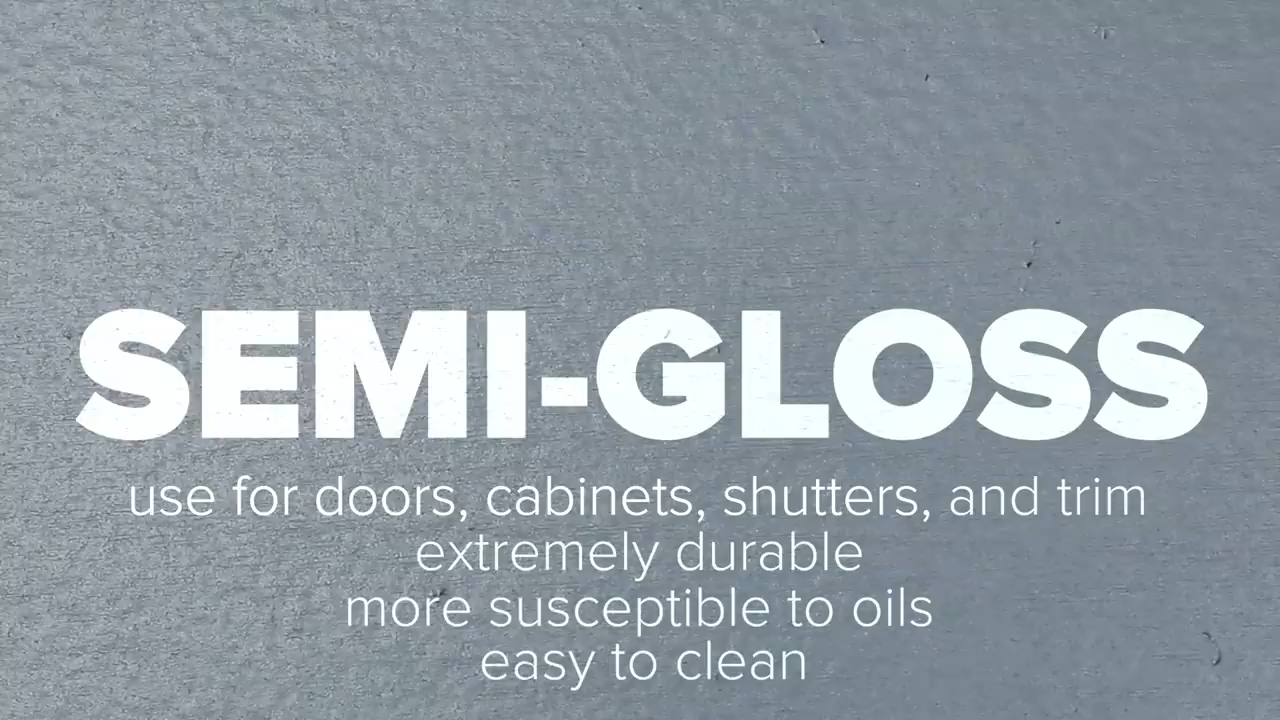 SEMI-GLOSS
use for doors, cabinets, shutters, and trim
extremely durable
more susceptible to oils
easy to clean